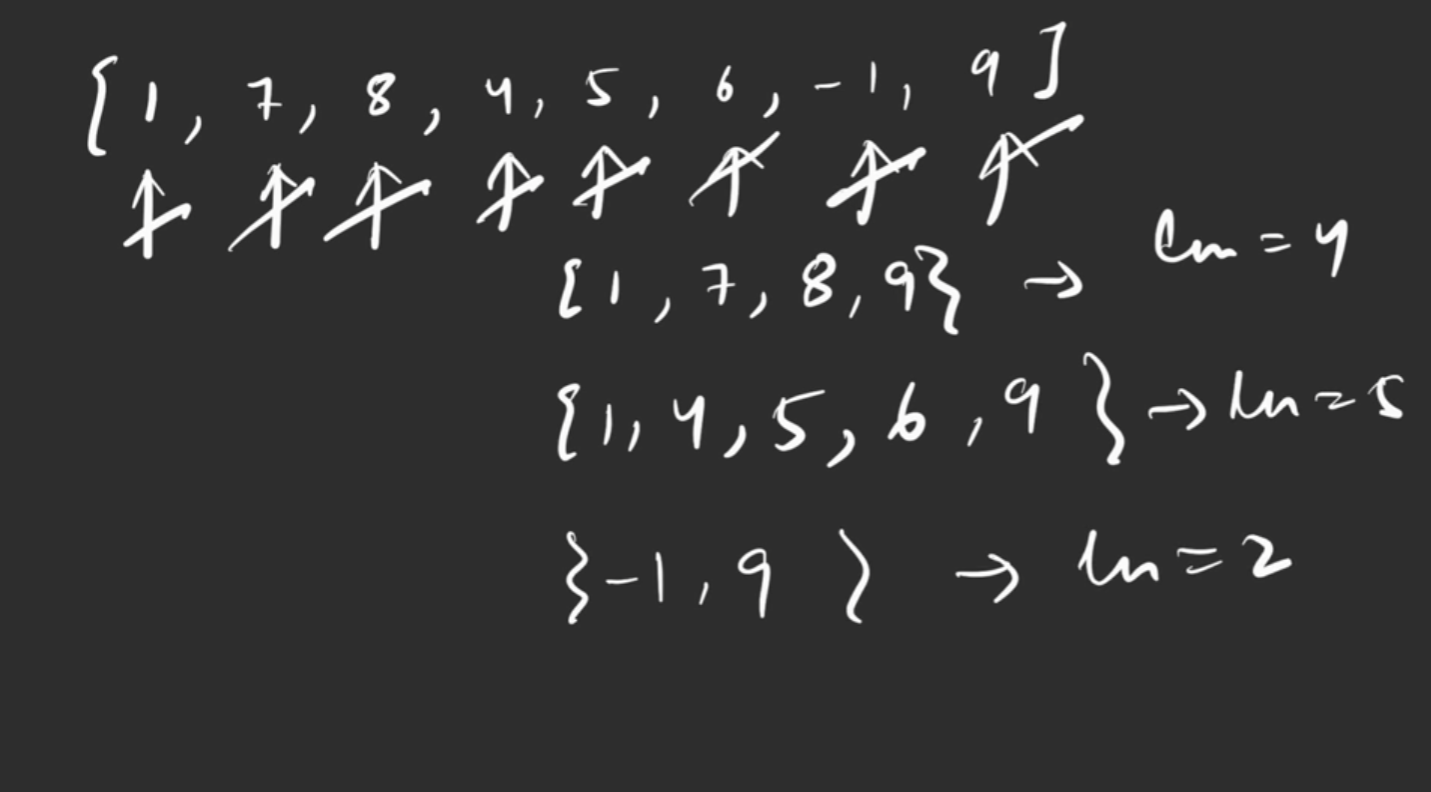 [1, 7, 8, 4, 5, 6, -1, 9]
{1, 7, 8, 9} → len = 4
{1, 4, 5, 6, 9} → len = 5
{-1, 9} → len = 2